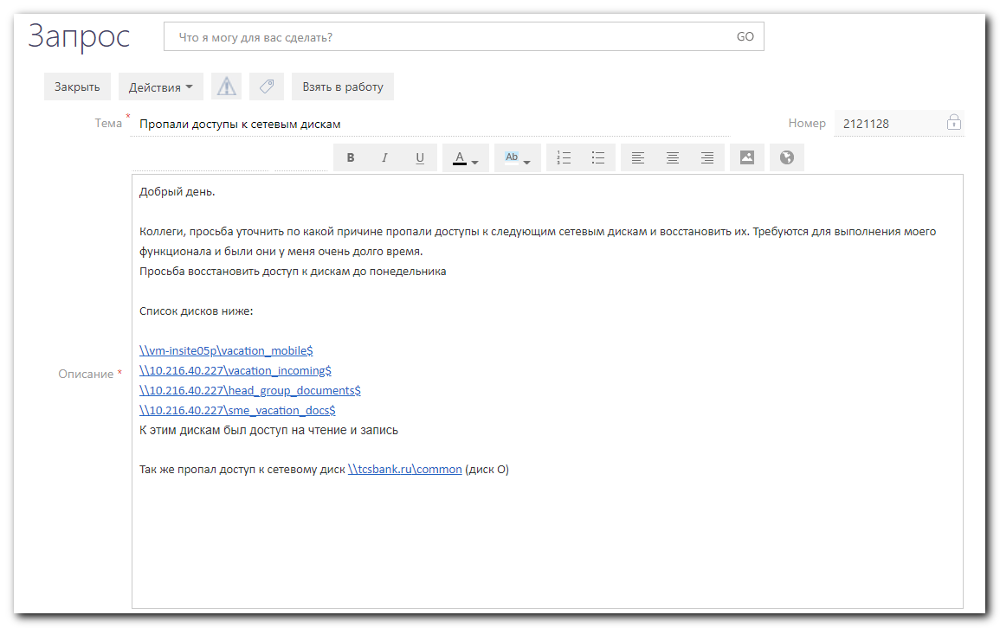 Запрос
Что я могу для вас сделать? GO
Закрыть Действия Взять в работу
Тема * Пропали доступы к сетевым дискам Номер 2121128
B I U A Ab
Добрый день.
Коллеги, просьба уточнить по какой причине пропали доступы к следующим сетевым дискам и восстановить их. Требуются для выполнения моего
функционала и были они у меня очень долго время.
Просьба восстановить доступ к дискам до понедельника
Список дисков ниже:
\\vm-insite05p\vacation_mobile$
Описание *
\\10.216.40.227\vacation_incoming$
\\10.216.40.227\head_group_documents$
\\10.216.40.227\sme_vacation_docs$
К этим дискам был доступ на чтение и запись
Так же пропал доступ к сетевому диск \\tcsbank.ru\common (диск О)